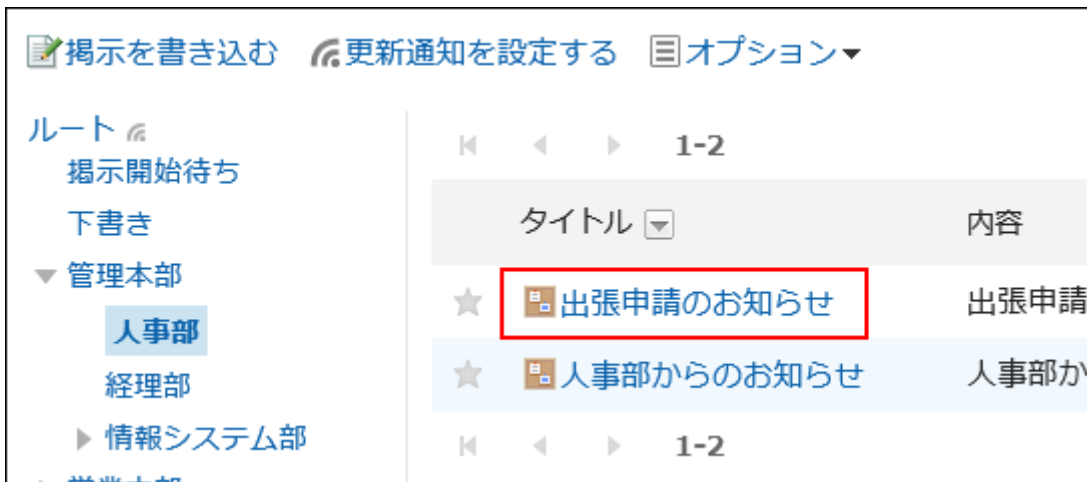 掲示を書き込む 更新通知を設定する オプション
ルート
掲示開始待ち
下書き
管理本部
人事部
経理部
情報システム部
1-2
タイトル 内容
出張申請のお知らせ 出張申請
人事部からのお知らせ 人事部か
1-2